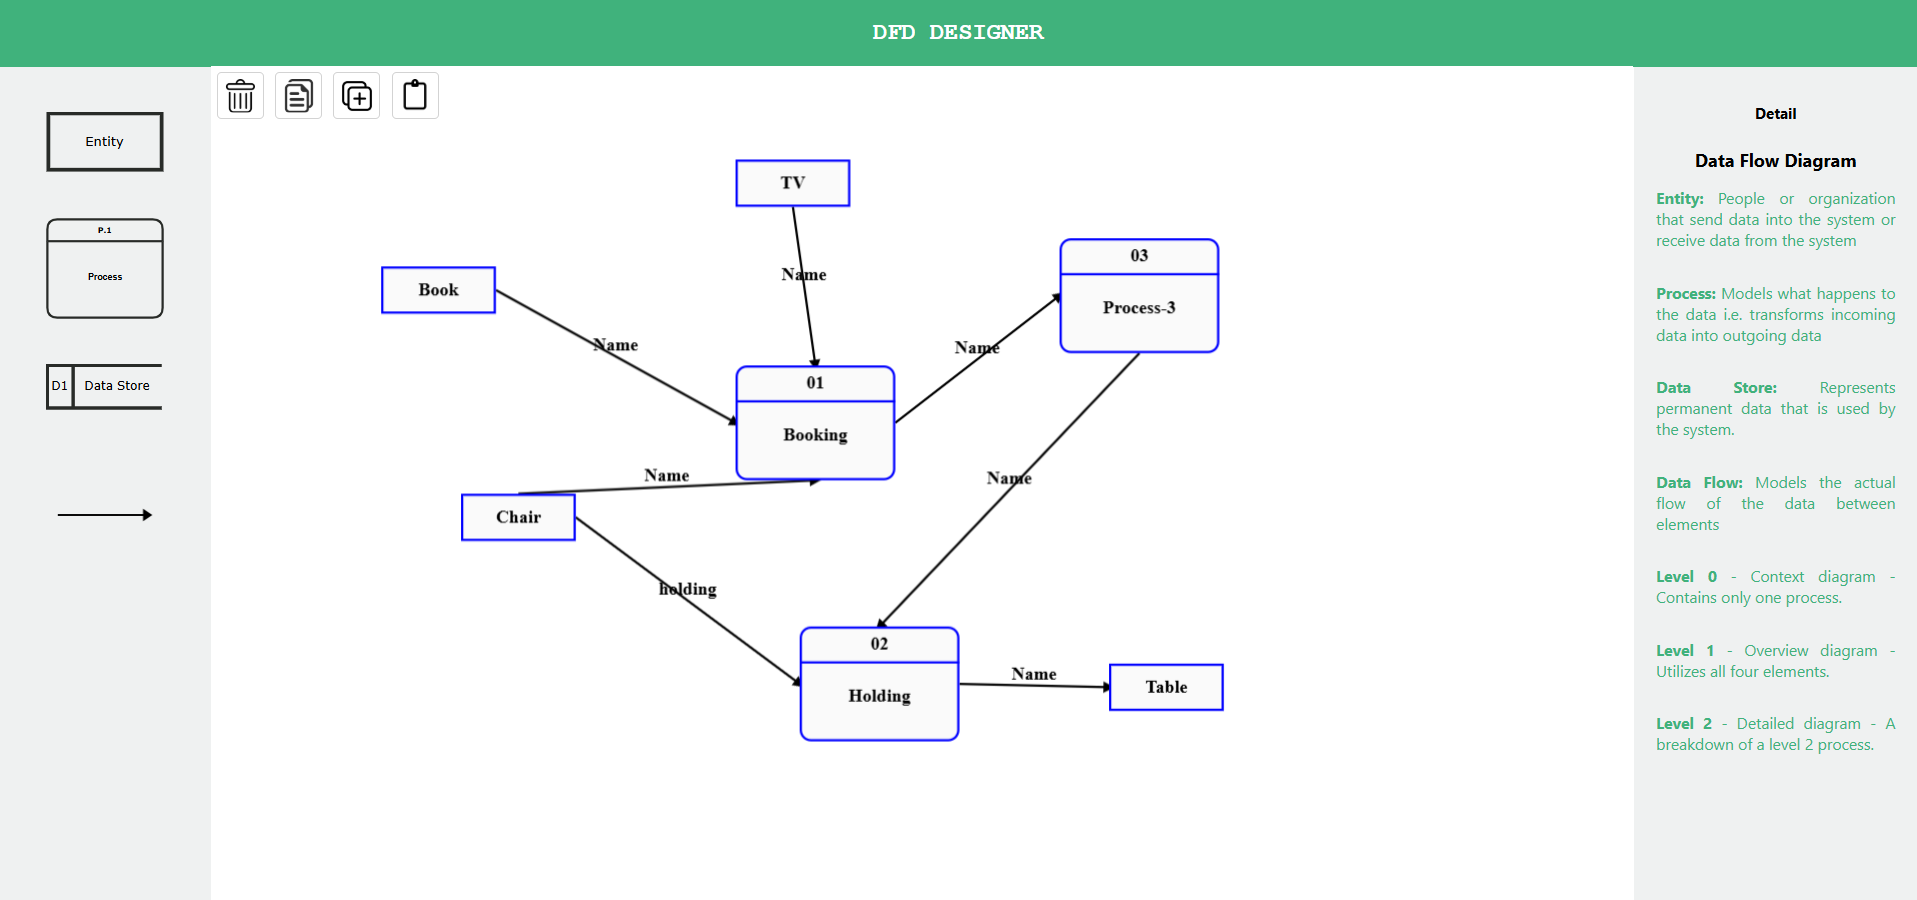 DFD DESIGNER
Entity
P.1
Process
D1 Data Store
TV
Name
Book
Name
03
Process-3
Name
01
Booking
Name
Chair
Name
holding
02
Holding
Name
Table
Detail
Data Flow Diagram
Entity: People or organization
that send data into the system or
receive data from the system
Process: Models what happens to
the data i.e. transforms incoming
data into outgoing data
Data Store: Represents
permanent data that is used by
the system.
Data Flow: Models the actual
flow of the data between
elements
Level 0 - Context diagram -
Contains only one process.
Level 1 - Overview diagram -
Utilizes all four elements.
Level 2 - Detailed diagram - A
breakdown of a level 2 process.